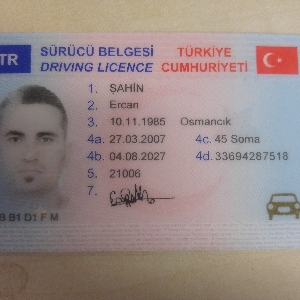 TR SÜRÜCÜ BELGESİ TÜRKİYE
DRIVING LICENCE CUMHURİYETİ
1. ŞAHİN
2. Ercan
3. 10.11.1985 Osmancık
4a. 27.03.2007 4c. 45 Soma
4b. 04.08.2027 4d. 33694287518
5. 21006
7.
B B1 D1 F M